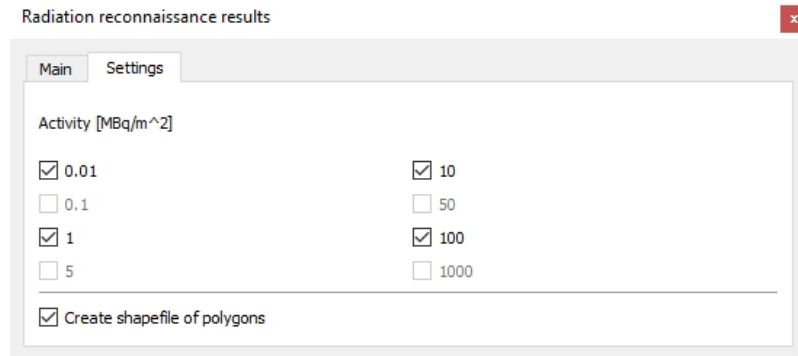 Radiation reconnaissance results
x
Main Settings
Activity [MBq/m^2]
0.01 10
0.1 50
1 100
5 1000
Create shapefile of polygons